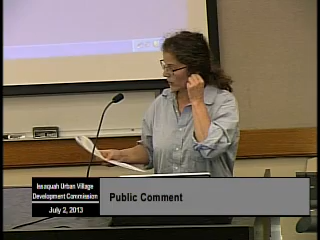 Issaquah Urban Village
Development Commission
July 2, 2013
Public Comment